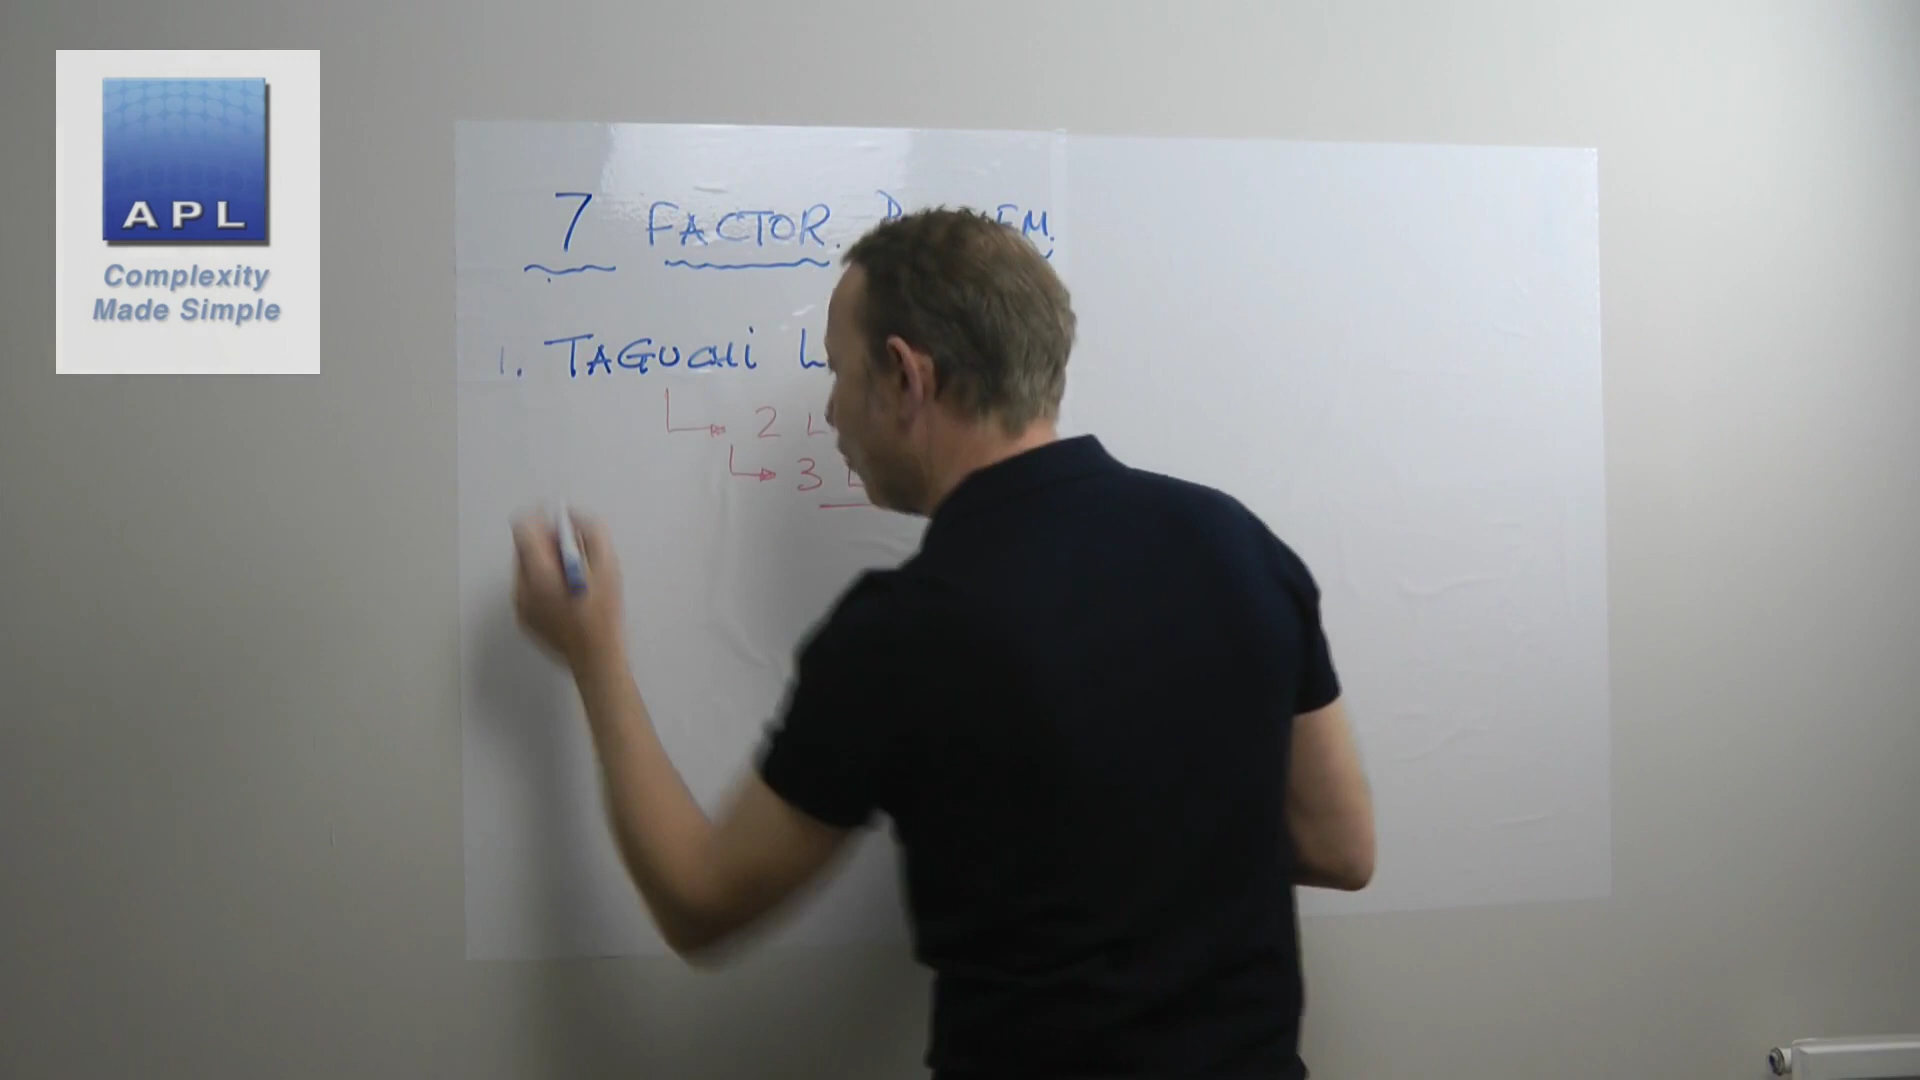 APL
Complexity
Made Simple
7 FACTOR.
1. TAGUCHI L
2 L
3 L